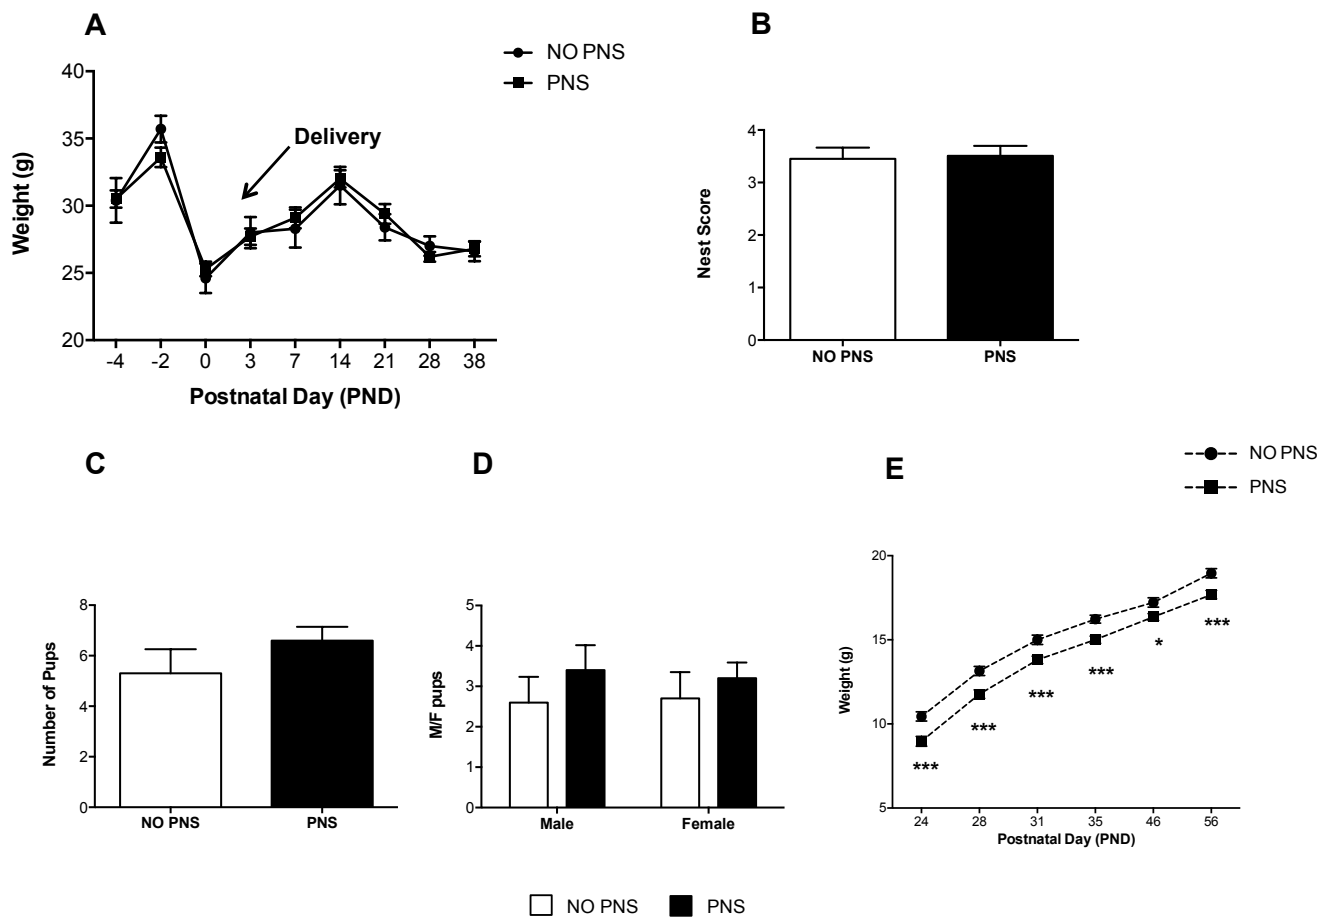 A
NO PNS
PNS
40
35
30
25
20
Weight (g)
Delivery
-4 -2 0 3 7 14 21 28 38
Postnatal Day (PND)
B
4
3
2
1
0
Nest Score
NO PNS PNS
C
8
6
4
2
0
Number of Pups
NO PNS PNS
D
5
4
3
2
1
0
M/F pups
Male Female
E
NO PNS
PNS
20
15
10
5
Weight (g)
***
***
***
***
*
***
24 28 31 35 46 56
Postnatal Day (PND)
NO PNS PNS